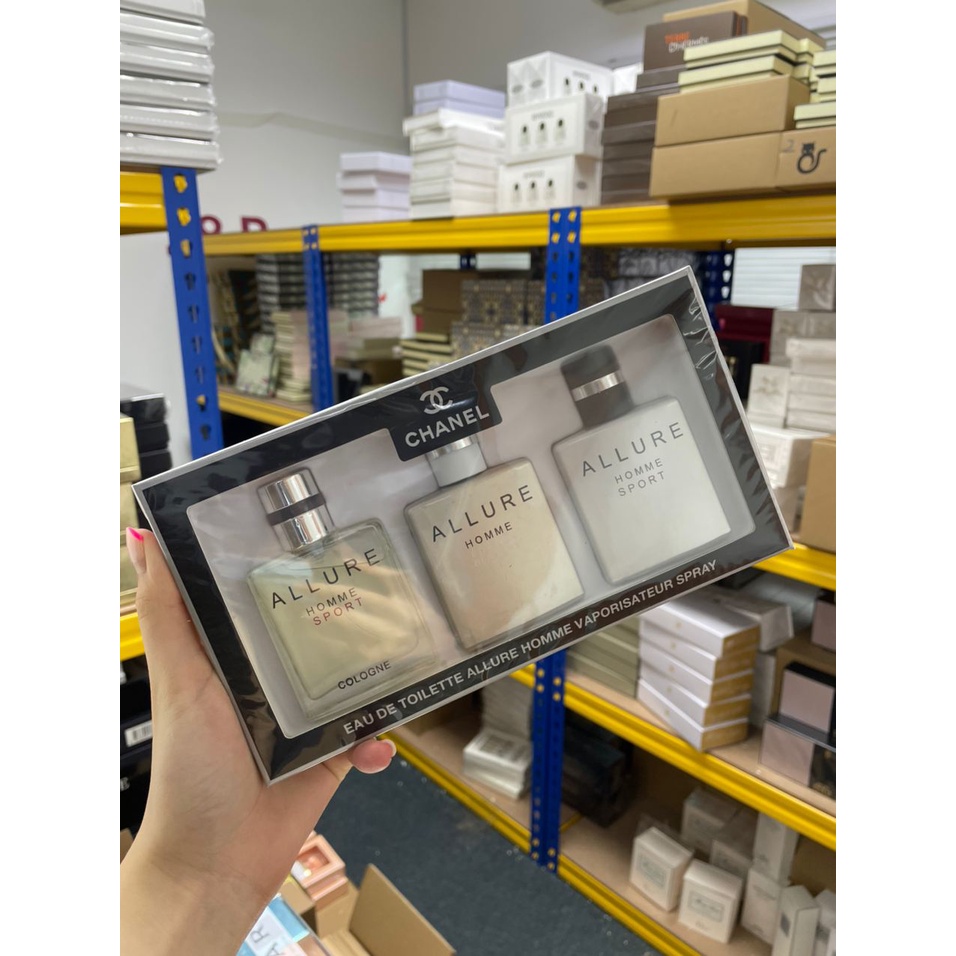 CHANEL
ALLURE
HOMME
SPORT
COLOGNE
ALLURE
HOMME
ALLURE
HOMME
SPORT
EAU DE TOILETTE ALLURE HOMME VAPORISATEUR SPRAY